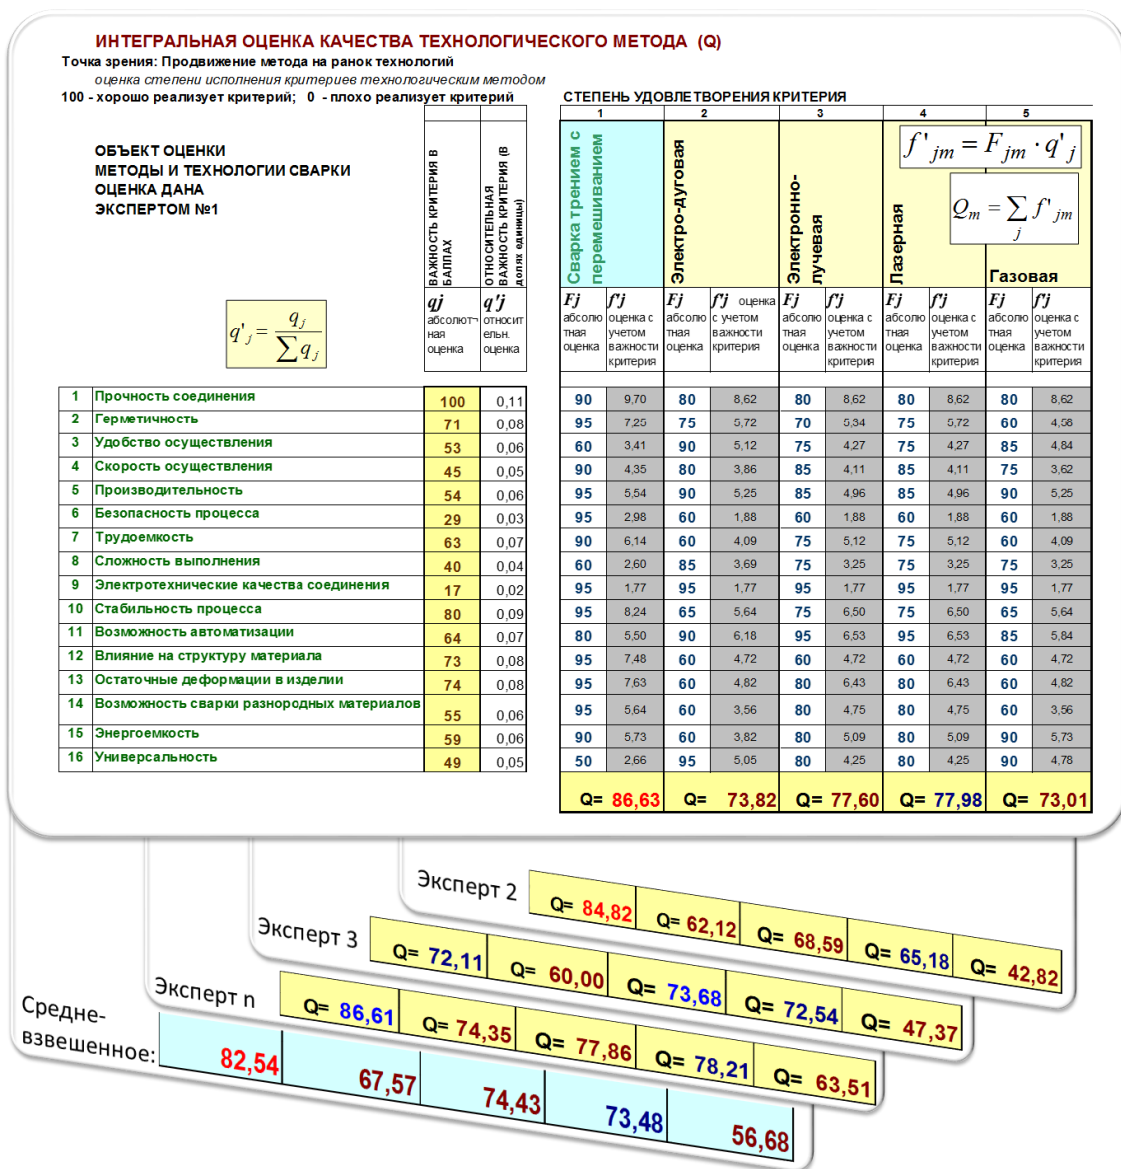 ИНТЕГРАЛЬНАЯ ОЦЕНКА КАЧЕСТВА ТЕХНОЛОГИЧЕСКОГО МЕТОДА (Q)
Точка зрения: Продвижение метода на ранок технологий
оценка степени исполнения критериев технологическим методом
100 - хорошо реализует критерий; 0 - плохо реализует критерий
СТЕПЕНЬ УДОВЛЕТВОРЕНИЯ КРИТЕРИЯ
1 2 3 4 5
ОБЪЕКТ ОЦЕНКИ
МЕТОДЫ И ТЕХНОЛОГИИ СВАРКИ
ОЦЕНКА ДАНА
ЭКСПЕРТОМ №1
ВАЖНОСТЬ КРИТЕРИЯ В
БАЛЛАХ
ОТНОСИТЕЛЬНАЯ
ВАЖНОСТЬ КРИТЕРИЯ (В
долях единицы)
Сварка трением с
перемешиванием
Электро-дуговая
Электронно-
лучевая
Лазерная
Газовая
f'jm = Fjm · q'j
Qm = ∑j f'jm
q'j = qj / ∑ qj
qj
абсолют¬
ная
оценка
q'j
относит
ельн.
оценка
Fj
абсолю
тная
оценка
f'j
оценка с
учетом
важности
критерия
Fj
абсолю
тная
оценка
f'j оценка
с учетом
важности
критерия
Fj
абсолю
тная
оценка
f'j
оценка с
учетом
важности
критерия
Fj
абсолю
тная
оценка
f'j
оценка с
учетом
важности
критерия
Fj
абсолю
тная
оценка
f'j
оценка с
учетом
важности
критерия
1 Прочность соединения 100 0,11 90 9,70 80 8,62 80 8,62 80 8,62 80 8,62
2 Герметичность 71 0,08 95 7,25 75 5,72 70 5,34 75 5,72 60 4,58
3 Удобство осуществления 53 0,06 60 3,41 90 5,12 75 4,27 75 4,27 85 4,84
4 Скорость осуществления 45 0,05 90 4,35 80 3,86 85 4,11 85 4,11 75 3,62
5 Производительность 54 0,06 95 5,54 90 5,25 85 4,96 85 4,96 90 5,25
6 Безопасность процесса 29 0,03 95 2,98 60 1,88 60 1,88 60 1,88 60 1,88
7 Трудоемкость 63 0,07 90 6,14 60 4,09 75 5,12 75 5,12 60 4,09
8 Сложность выполнения 40 0,04 60 2,60 85 3,69 75 3,25 75 3,25 75 3,25
9 Электротехнические качества соединения 17 0,02 95 1,77 95 1,77 95 1,77 95 1,77 95 1,77
10 Стабильность процесса 80 0,09 95 8,24 65 5,64 75 6,50 75 6,50 65 5,64
11 Возможность автоматизации 64 0,07 80 5,50 90 6,18 95 6,53 95 6,53 85 5,84
12 Влияние на структуру материала 73 0,08 95 7,48 60 4,72 60 4,72 60 4,72 60 4,72
13 Остаточные деформации в изделии 74 0,08 95 7,63 60 4,82 80 6,43 80 6,43 60 4,82
14 Возможность сварки разнородных материалов 55 0,06 95 5,64 60 3,56 80 4,75 80 4,75 60 3,56
15 Энергоемкость 59 0,06 90 5,73 60 3,82 80 5,09 80 5,09 90 5,73
16 Универсальность 49 0,05 50 2,66 95 5,05 80 4,25 80 4,25 90 4,78
Q= 86,63 Q= 73,82 Q= 77,60 Q= 77,98 Q= 73,01
Эксперт 2 Q= 84,82 Q= 62,12 Q= 68,59 Q= 65,18 Q= 42,82
Эксперт 3 Q= 72,11 Q= 60,00 Q= 73,68 Q= 72,54 Q= 47,37
Эксперт n Q= 86,61 Q= 74,35 Q= 77,86 Q= 78,21 Q= 63,51
Средне-
взвешенное: 82,54 67,57 74,43 73,48 56,68